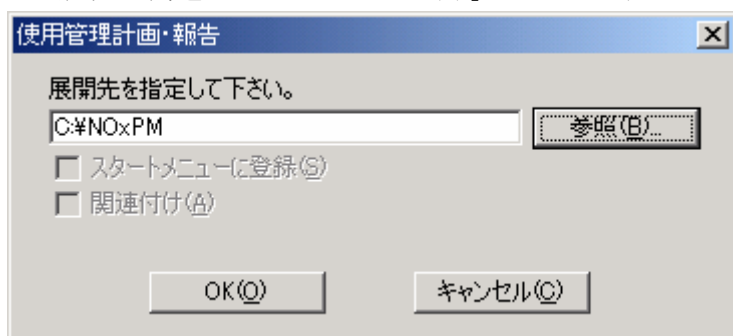 使用管理計画・報告
展開先を指定して下さい。
C:¥NOxPM
参照(B)...
スタートメニューに登録(S)
関連付け(A)
OK(O)
キャンセル(C)